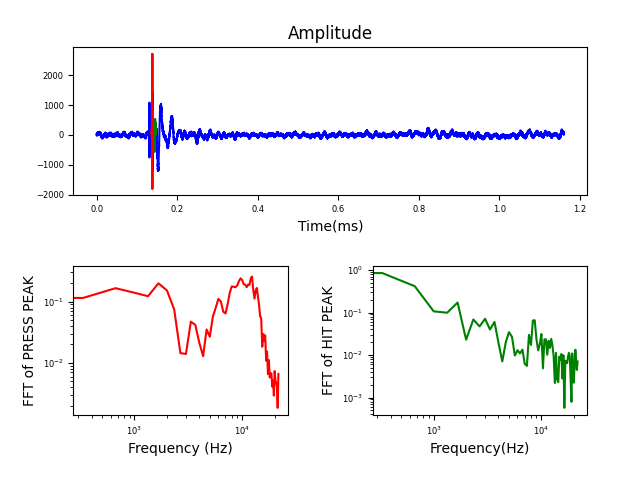 Amplitude
2000
1000
0
−1000
−2000
0.0 0.2 0.4 0.6 0.8 1.0 1.2
Time(ms)
FFT of PRESS PEAK
10⁻¹
10⁻²
10³ 10⁴
Frequency (Hz)
FFT of HIT PEAK
10⁰
10⁻¹
10⁻²
10⁻³
10³ 10⁴
Frequency(Hz)